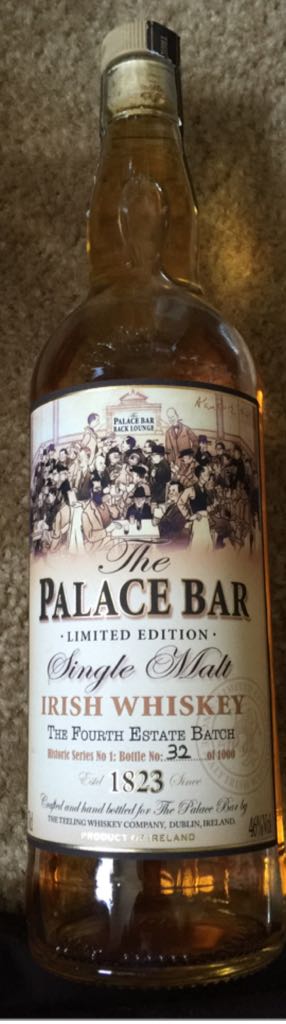 The
PALACE BAR
BACK LOUNGE
The
PALACE BAR
· LIMITED EDITION ·
Single Malt
IRISH WHISKEY
THE FOURTH ESTATE BATCH
Historic Series No 1: Bottle No: 32 of 1000
Estd 1823 Since
Crafted and hand bottled for The Palace Bar by
THE TEELING WHISKEY COMPANY, DUBLIN, IRELAND.
46%Vol
PRODUCT OF IRELAND